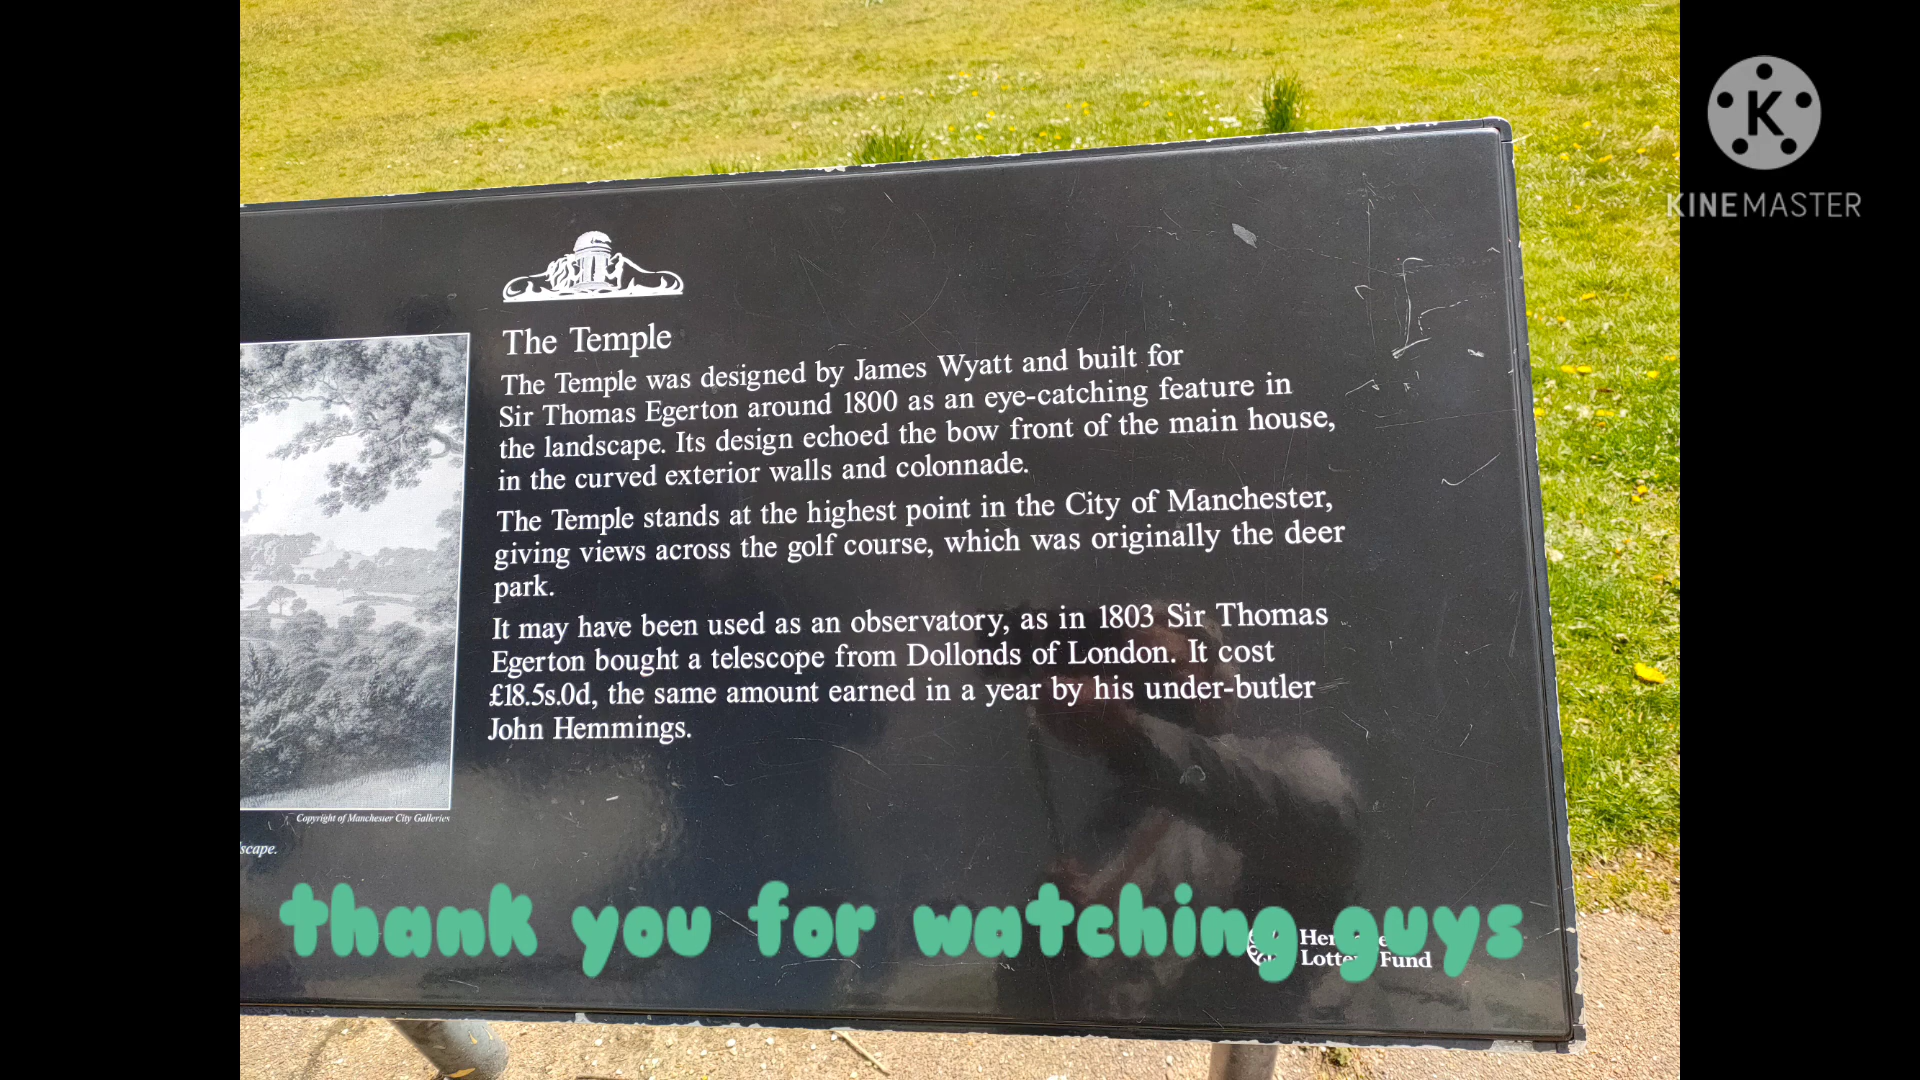 K
KINEMASTER
The Temple
The Temple was designed by James Wyatt and built for
Sir Thomas Egerton around 1800 as an eye-catching feature in
the landscape. Its design echoed the bow front of the main house,
in the curved exterior walls and colonnade.
The Temple stands at the highest point in the City of Manchester,
giving views across the golf course, which was originally the deer
park.
It may have been used as an observatory, as in 1803 Sir Thomas
Egerton bought a telescope from Dollonds of London. It cost
£18.5s.0d, the same amount earned in a year by his under-butler
John Hemmings.
Copyright of Manchester City Galleries
scape.
thank you for watching guys
Fund